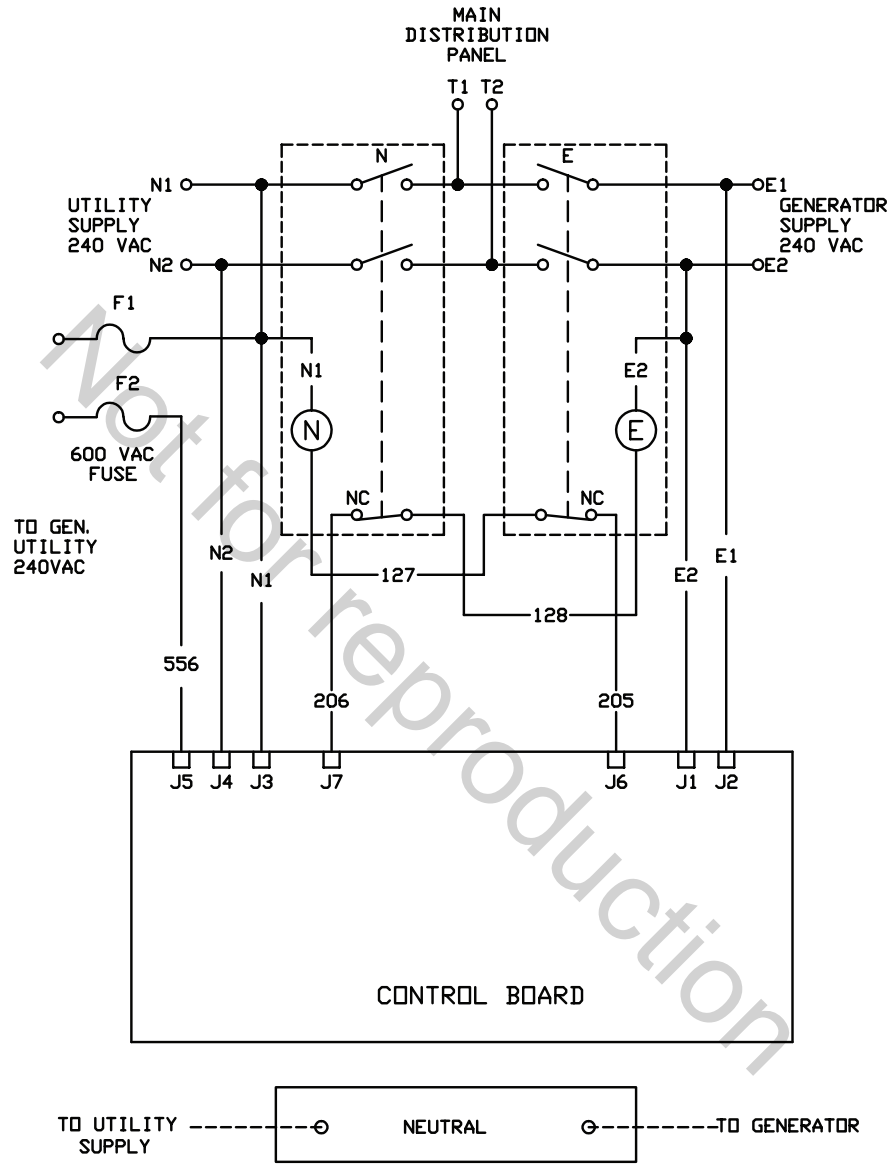 MAIN
DISTRIBUTION
PANEL
T1 T2
N
E
N1
E1
UTILITY
SUPPLY
240 VAC
GENERATOR
SUPPLY
240 VAC
N2
E2
F1
N1
E2
F2
N
E
600 VAC
FUSE
NC
NC
TO GEN.
UTILITY
240VAC
N2
N1
127
E2
E1
128
556
206
205
J5 J4 J3 J7 J6 J1 J2
CONTROL BOARD
TO UTILITY
SUPPLY
NEUTRAL
TO GENERATOR
Not for reproduction